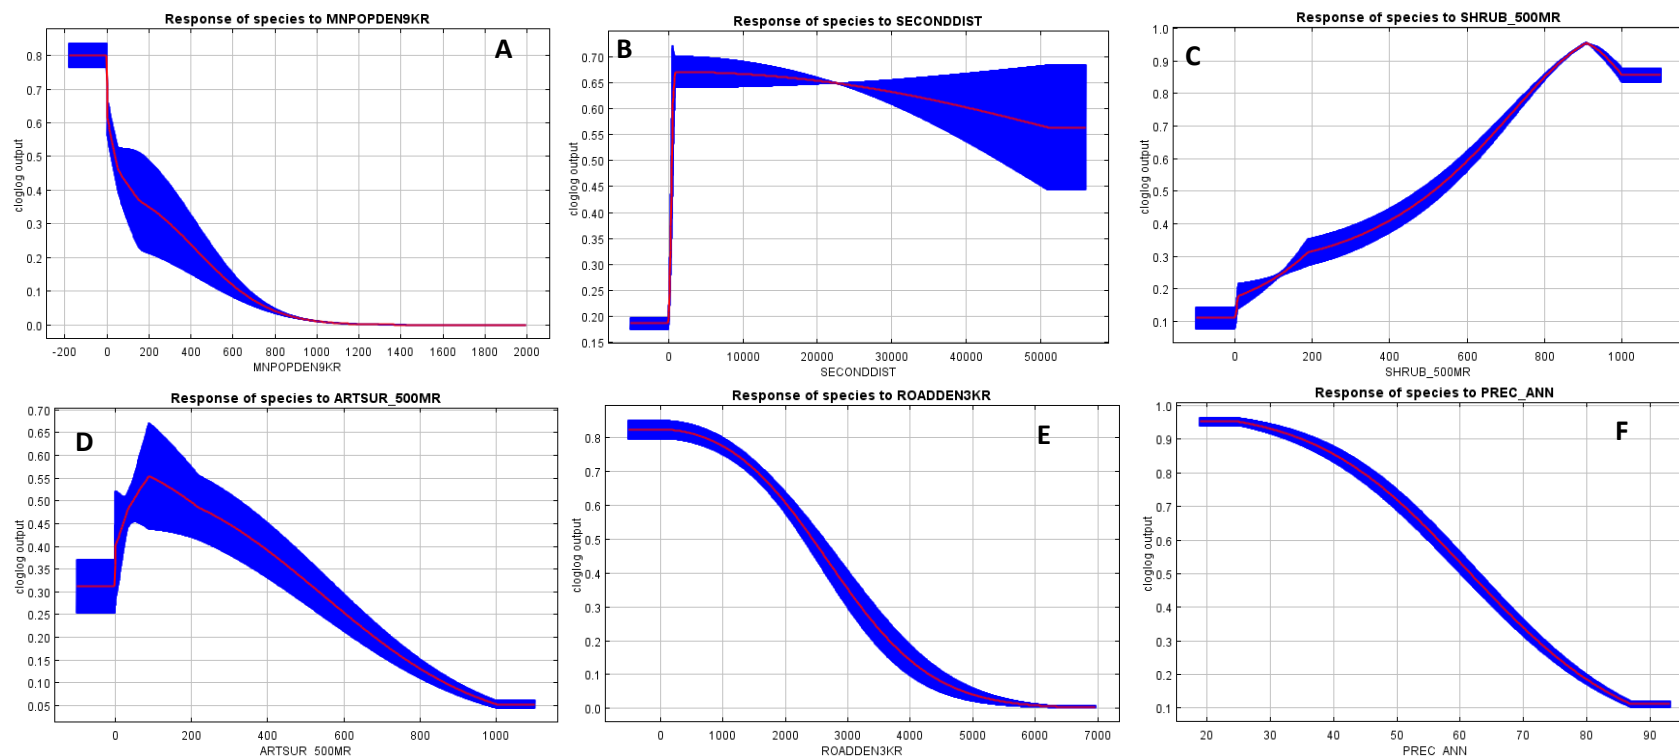 Response of species to MNPOPDEN9KR
A
cloglog output
0.8
0.7
0.6
0.5
0.4
0.3
0.2
0.1
0.0
-200 0 200 400 600 800 1000 1200 1400 1600 1800 2000
MNPOPDEN9KR
Response of species to SECONDDIST
B
cloglog output
0.70
0.65
0.60
0.55
0.50
0.45
0.40
0.35
0.30
0.25
0.20
0.15
0 10000 20000 30000 40000 50000
SECONDDIST
Response of species to SHRUB_500MR
C
cloglog output
1.0
0.9
0.8
0.7
0.6
0.5
0.4
0.3
0.2
0.1
0 200 400 600 800 1000
SHRUB_500MR
Response of species to ARTSUR_500MR
D
cloglog output
0.70
0.65
0.60
0.55
0.50
0.45
0.40
0.35
0.30
0.25
0.20
0.15
0.10
0.05
0 200 400 600 800 1000
ARTSUR_500MR
Response of species to ROADDEN3KR
E
cloglog output
0.8
0.7
0.6
0.5
0.4
0.3
0.2
0.1
0.0
0 1000 2000 3000 4000 5000 6000 7000
ROADDEN3KR
Response of species to PREC_ANN
F
cloglog output
1.0
0.9
0.8
0.7
0.6
0.5
0.4
0.3
0.2
0.1
20 30 40 50 60 70 80 90
PREC_ANN